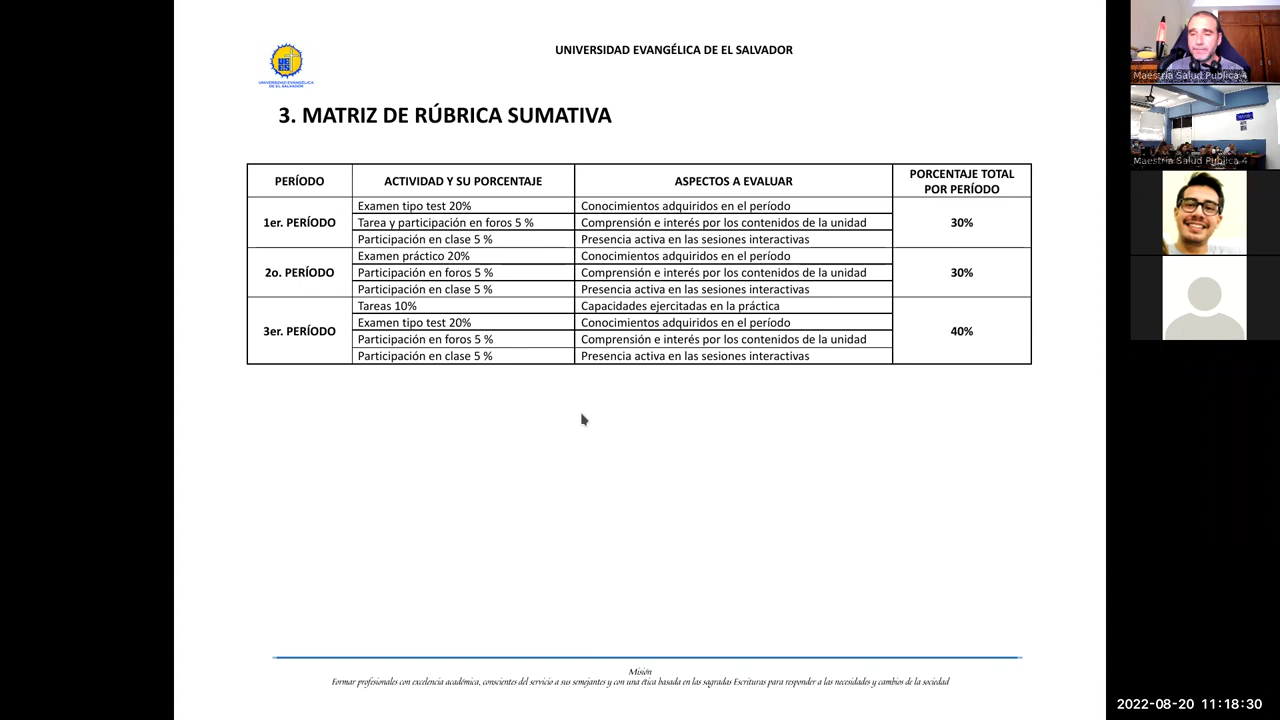 UNIVERSIDAD EVANGÉLICA DE EL SALVADOR
UNIVERSIDAD EVANGÉLICA
DE EL SALVADOR
3. MATRIZ DE RÚBRICA SUMATIVA
PERÍODO
ACTIVIDAD Y SU PORCENTAJE
ASPECTOS A EVALUAR
PORCENTAJE TOTAL
POR PERÍODO
1er. PERÍODO
Examen tipo test 20%
Conocimientos adquiridos en el período
Tarea y participación en foros 5 %
Comprensión e interés por los contenidos de la unidad
Participación en clase 5 %
Presencia activa en las sesiones interactivas
30%
2o. PERÍODO
Examen práctico 20%
Conocimientos adquiridos en el período
Participación en foros 5 %
Comprensión e interés por los contenidos de la unidad
Participación en clase 5 %
Presencia activa en las sesiones interactivas
30%
3er. PERÍODO
Tareas 10%
Capacidades ejercitadas en la práctica
Examen tipo test 20%
Conocimientos adquiridos en el período
Participación en foros 5 %
Comprensión e interés por los contenidos de la unidad
Participación en clase 5 %
Presencia activa en las sesiones interactivas
40%
Misión
Formar profesionales con excelencia académica, conscientes del servicio a sus semejantes y con una ética basada en las sagradas Escrituras para responder a las necesidades y cambios de la sociedad
Maestría Salud Publica 4
Maestría Salud Publica 4
2022-08-20 11:18:30